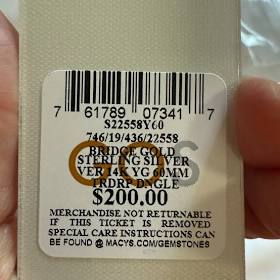 7 61789 07341 7
S22558Y60
746/19/436/22558
BRIDGE GOLD
STERLING SILVER
VER 14K YG 60MM
TRDRP DNGLE
$200.00
MERCHANDISE NOT RETURNABLE
IF THIS TICKET IS REMOVED
SPECIAL CARE INSTRUCTIONS CAN
BE FOUND @ MACYS.COM/GEMSTONES